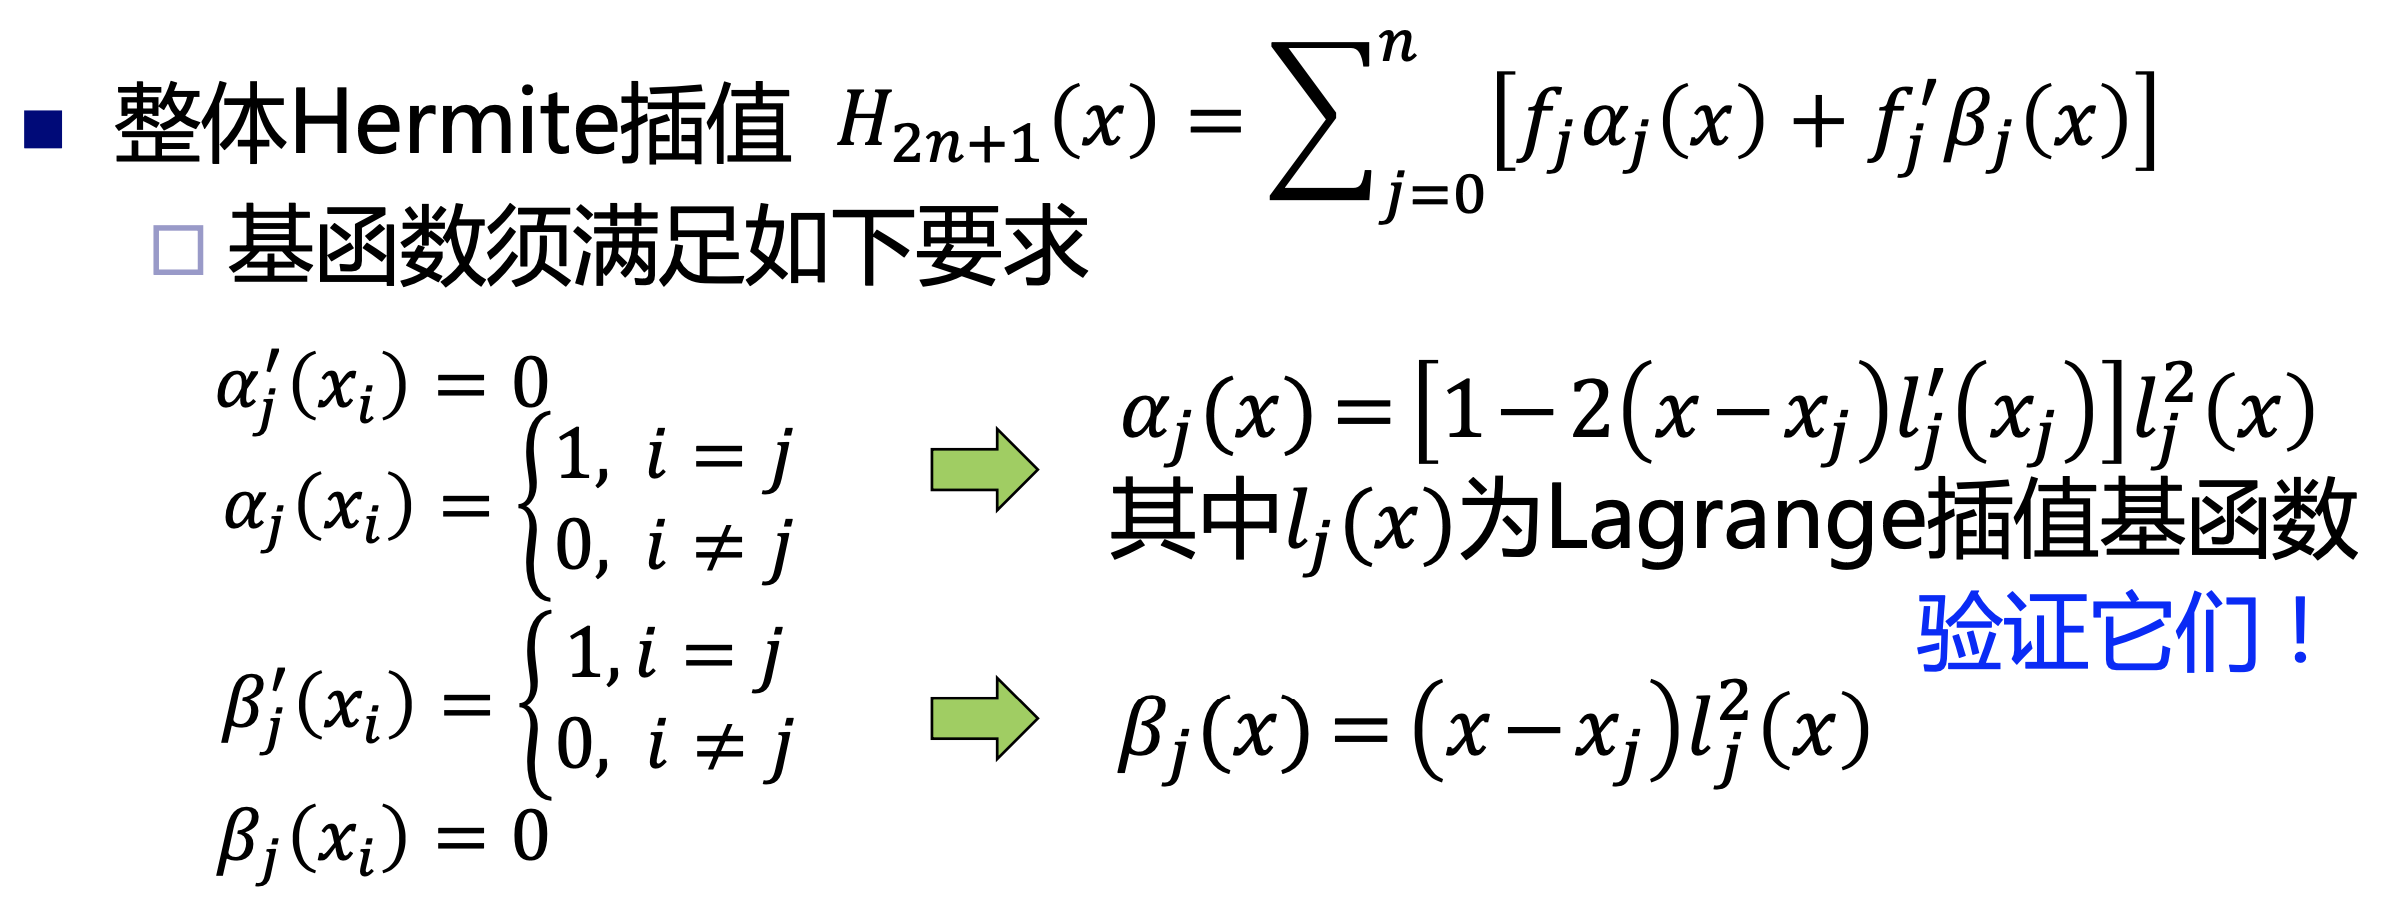 整体Hermite插值 H_{2n+1}(x) = \sum_{j=0}^{n} [f_j α_j(x) + f_j′ β_j(x)]
基函数须满足如下要求
α_j′(x_i) = 0
α_j(x_i) = { 1, i = j
0, i ≠ j
α_j(x) = [1 − 2(x − x_j) l_j′(x_j)] l_j^2(x)
其中l_j(x)为Lagrange插值基函数
验证它们！
β_j′(x_i) = { 1, i = j
0, i ≠ j
β_j(x_i) = 0
β_j(x) = (x − x_j) l_j^2(x)